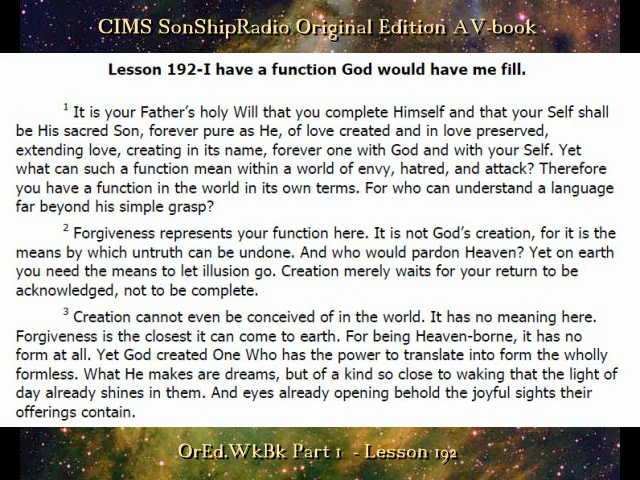 CIMS SonShipRadio Original Edition AV-book
Lesson 192-I have a function God would have me fill.
1 It is your Father's holy Will that you complete Himself and that your Self shall
be His sacred Son, forever pure as He, of love created and in love preserved,
extending love, creating in its name, forever one with God and with your Self. Yet
what can such a function mean within a world of envy, hatred, and attack? Therefore
you have a function in the world in its own terms. For who can understand a language
far beyond his simple grasp?
2 Forgiveness represents your function here. It is not God's creation, for it is the
means by which untruth can be undone. And who would pardon Heaven? Yet on earth
you need the means to let illusion go. Creation merely waits for your return to be
acknowledged, not to be complete.
3 Creation cannot even be conceived of in the world. It has no meaning here.
Forgiveness is the closest it can come to earth. For being Heaven-borne, it has no
form at all. Yet God created One Who has the power to translate into form the wholly
formless. What He makes are dreams, but of a kind so close to waking that the light of
day already shines in them. And eyes already opening behold the joyful sights their
offerings contain.
OrEd.WkBk Part 1 - Lesson 192